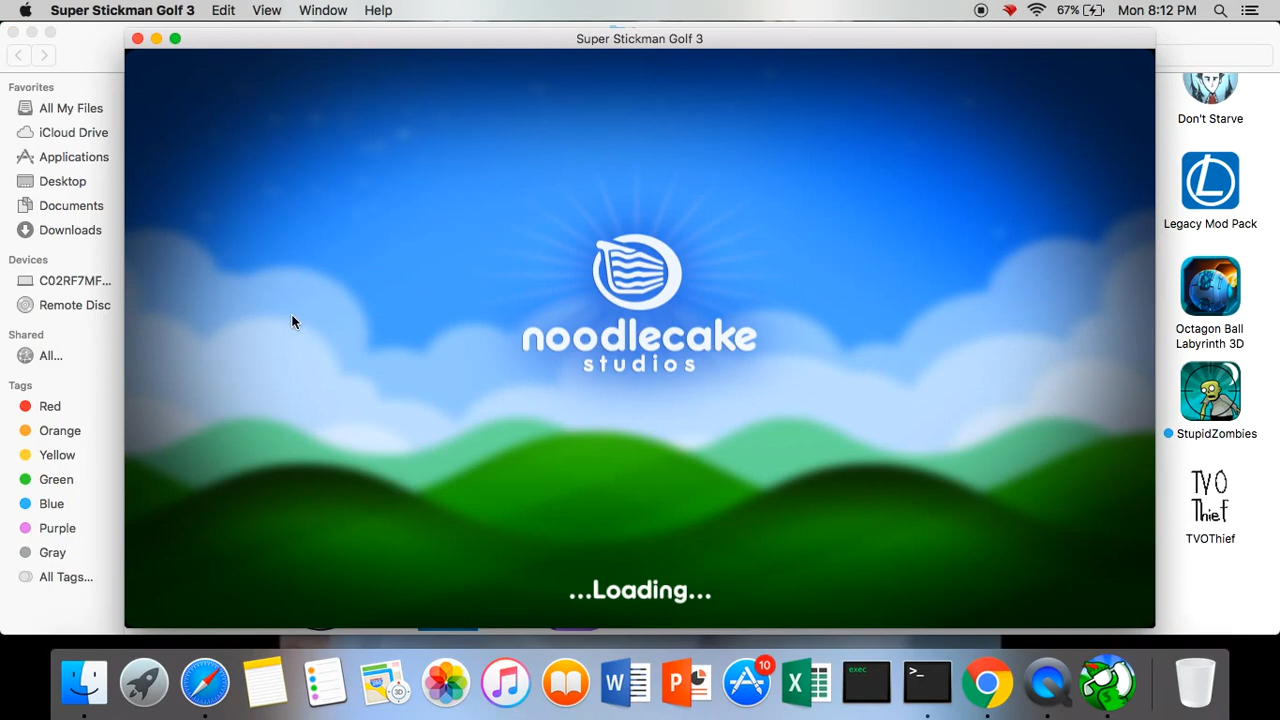 Super Stickman Golf 3 Edit View Window Help 67% Mon 8:12 PM
Super Stickman Golf 3
Favorites
All My Files
iCloud Drive
Applications
Desktop
Documents
Downloads
Devices
C02RF7MF...
Remote Disc
Shared
All...
Tags
Red
Orange
Yellow
Green
Blue
Purple
Gray
All Tags...
noodlecake
studios
...Loading...
Don't Starve
Legacy Mod Pack
Octagon Ball
Labyrinth 3D
StupidZombies
TVO
Thief
TVOThief
3D
W
P
10
X
exec
>_